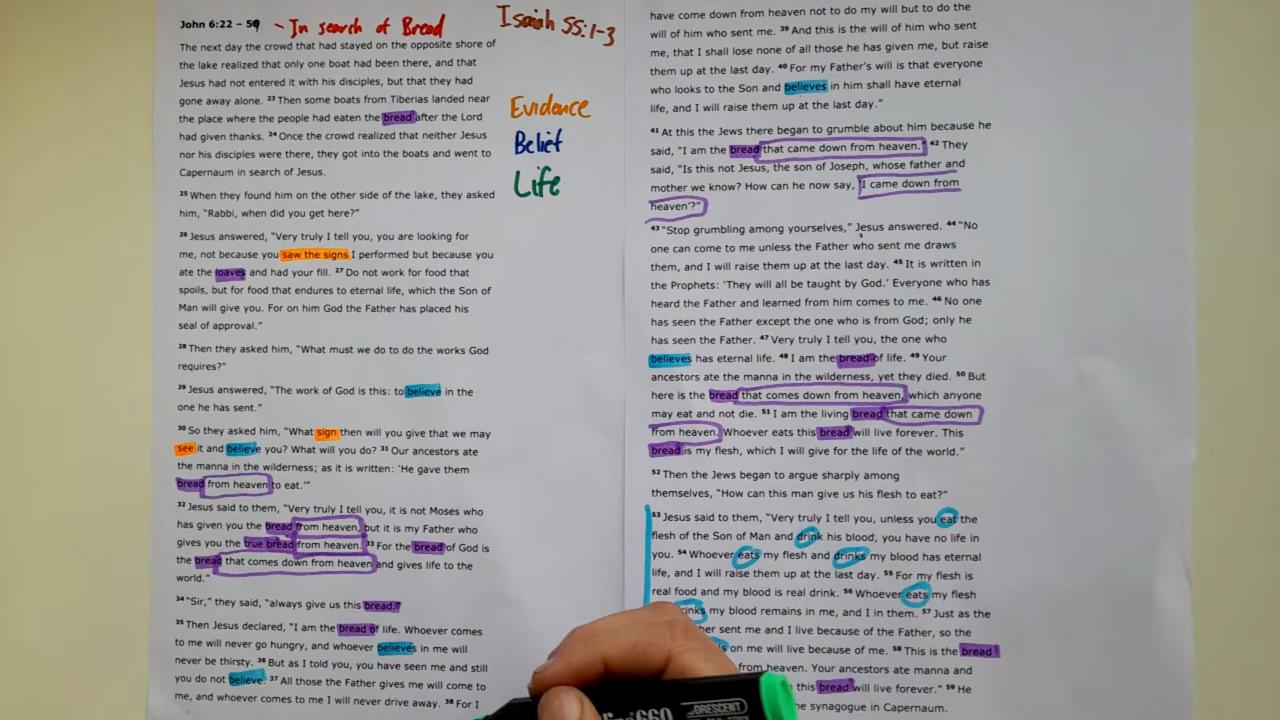 John 6:22 – 59 ~ In search of Bread
The next day the crowd that had stayed on the opposite shore of
the lake realized that only one boat had been there, and that
Jesus had not entered it with his disciples, but that they had
gone away alone. 23 Then some boats from Tiberias landed near
the place where the people had eaten the bread after the Lord
had given thanks. 24 Once the crowd realized that neither Jesus
nor his disciples were there, they got into the boats and went to
Capernaum in search of Jesus.
25 When they found him on the other side of the lake, they asked
him, “Rabbi, when did you get here?”
26 Jesus answered, “Very truly I tell you, you are looking for
me, not because you saw the signs I performed but because you
ate the loaves and had your fill. 27 Do not work for food that
spoils, but for food that endures to eternal life, which the Son of
Man will give you. For on him God the Father has placed his
seal of approval.”
28 Then they asked him, “What must we do to do the works God
requires?”
29 Jesus answered, “The work of God is this: to believe in the
one he has sent.”
30 So they asked him, “What sign then will you give that we may
see it and believe you? What will you do? 31 Our ancestors ate
the manna in the wilderness; as it is written: ‘He gave them
bread from heaven to eat.’”
32 Jesus said to them, “Very truly I tell you, it is not Moses who
has given you the bread from heaven, but it is my Father who
gives you the true bread from heaven. 33 For the bread of God is
the bread that comes down from heaven and gives life to the
world.”
34 “Sir,” they said, “always give us this bread.”
35 Then Jesus declared, “I am the bread of life. Whoever comes
to me will never go hungry, and whoever believes in me will
never be thirsty. 36 But as I told you, you have seen me and still
you do not believe. 37 All those the Father gives me will come to
me, and whoever comes to me I will never drive away. 38 For I
Isaiah 55:1-3
Evidence
Belief
Life
have come down from heaven not to do my will but to do the
will of him who sent me. 39 And this is the will of him who sent
me, that I shall lose none of all those he has given me, but raise
them up at the last day. 40 For my Father’s will is that everyone
who looks to the Son and believes in him shall have eternal
life, and I will raise them up at the last day.”
41 At this the Jews there began to grumble about him because he
said, “I am the bread that came down from heaven.” 42 They
said, “Is this not Jesus, the son of Joseph, whose father and
mother we know? How can he now say, ‘I came down from
heaven’?”
43 “Stop grumbling among yourselves,” Jesus answered. 44 “No
one can come to me unless the Father who sent me draws
them, and I will raise them up at the last day. 45 It is written in
the Prophets: ‘They will all be taught by God.’ Everyone who has
heard the Father and learned from him comes to me. 46 No one
has seen the Father except the one who is from God; only he
has seen the Father. 47 Very truly I tell you, the one who
believes has eternal life. 48 I am the bread of life. 49 Your
ancestors ate the manna in the wilderness, yet they died. 50 But
here is the bread that comes down from heaven, which anyone
may eat and not die. 51 I am the living bread that came down
from heaven. Whoever eats this bread will live forever. This
bread is my flesh, which I will give for the life of the world.”
52 Then the Jews began to argue sharply among
themselves, “How can this man give us his flesh to eat?”
53 Jesus said to them, “Very truly I tell you, unless you eat the
flesh of the Son of Man and drink his blood, you have no life in
you. 54 Whoever eats my flesh and drinks my blood has eternal
life, and I will raise them up at the last day. 55 For my flesh is
real food and my blood is real drink. 56 Whoever eats my flesh
my blood remains in me, and I in them. 57 Just as the
sent me and I live because of the Father, so the
on me will live because of me. 58 This is the bread
from heaven. Your ancestors ate manna and
this bread will live forever.” 59 He
synagogue in Capernaum.
660